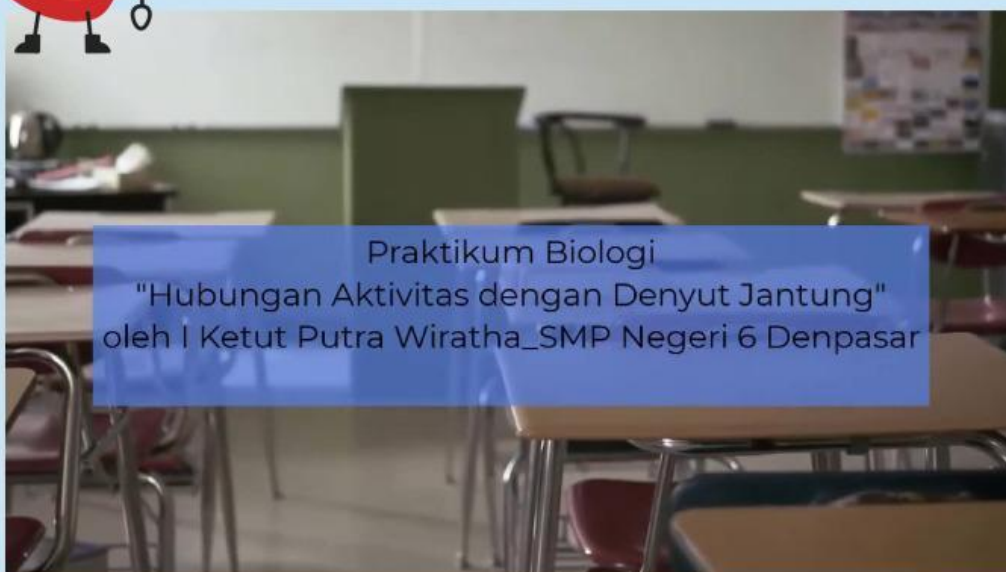 Praktikum Biologi
"Hubungan Aktivitas dengan Denyut Jantung"
oleh I Ketut Putra Wiratha_SMP Negeri 6 Denpasar